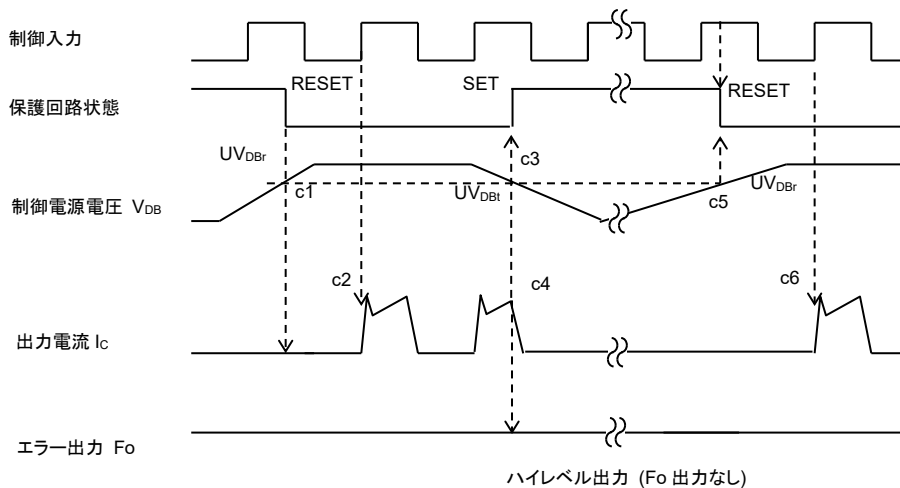 制御入力
RESET
SET
RESET
保護回路状態
UVDBr
c3
c1
UVDBt
c5
UVDBr
制御電源電圧 VDB
c2
c4
c6
出力電流 IC
エラー出力 Fo
ハイレベル出力 (Fo 出力なし)